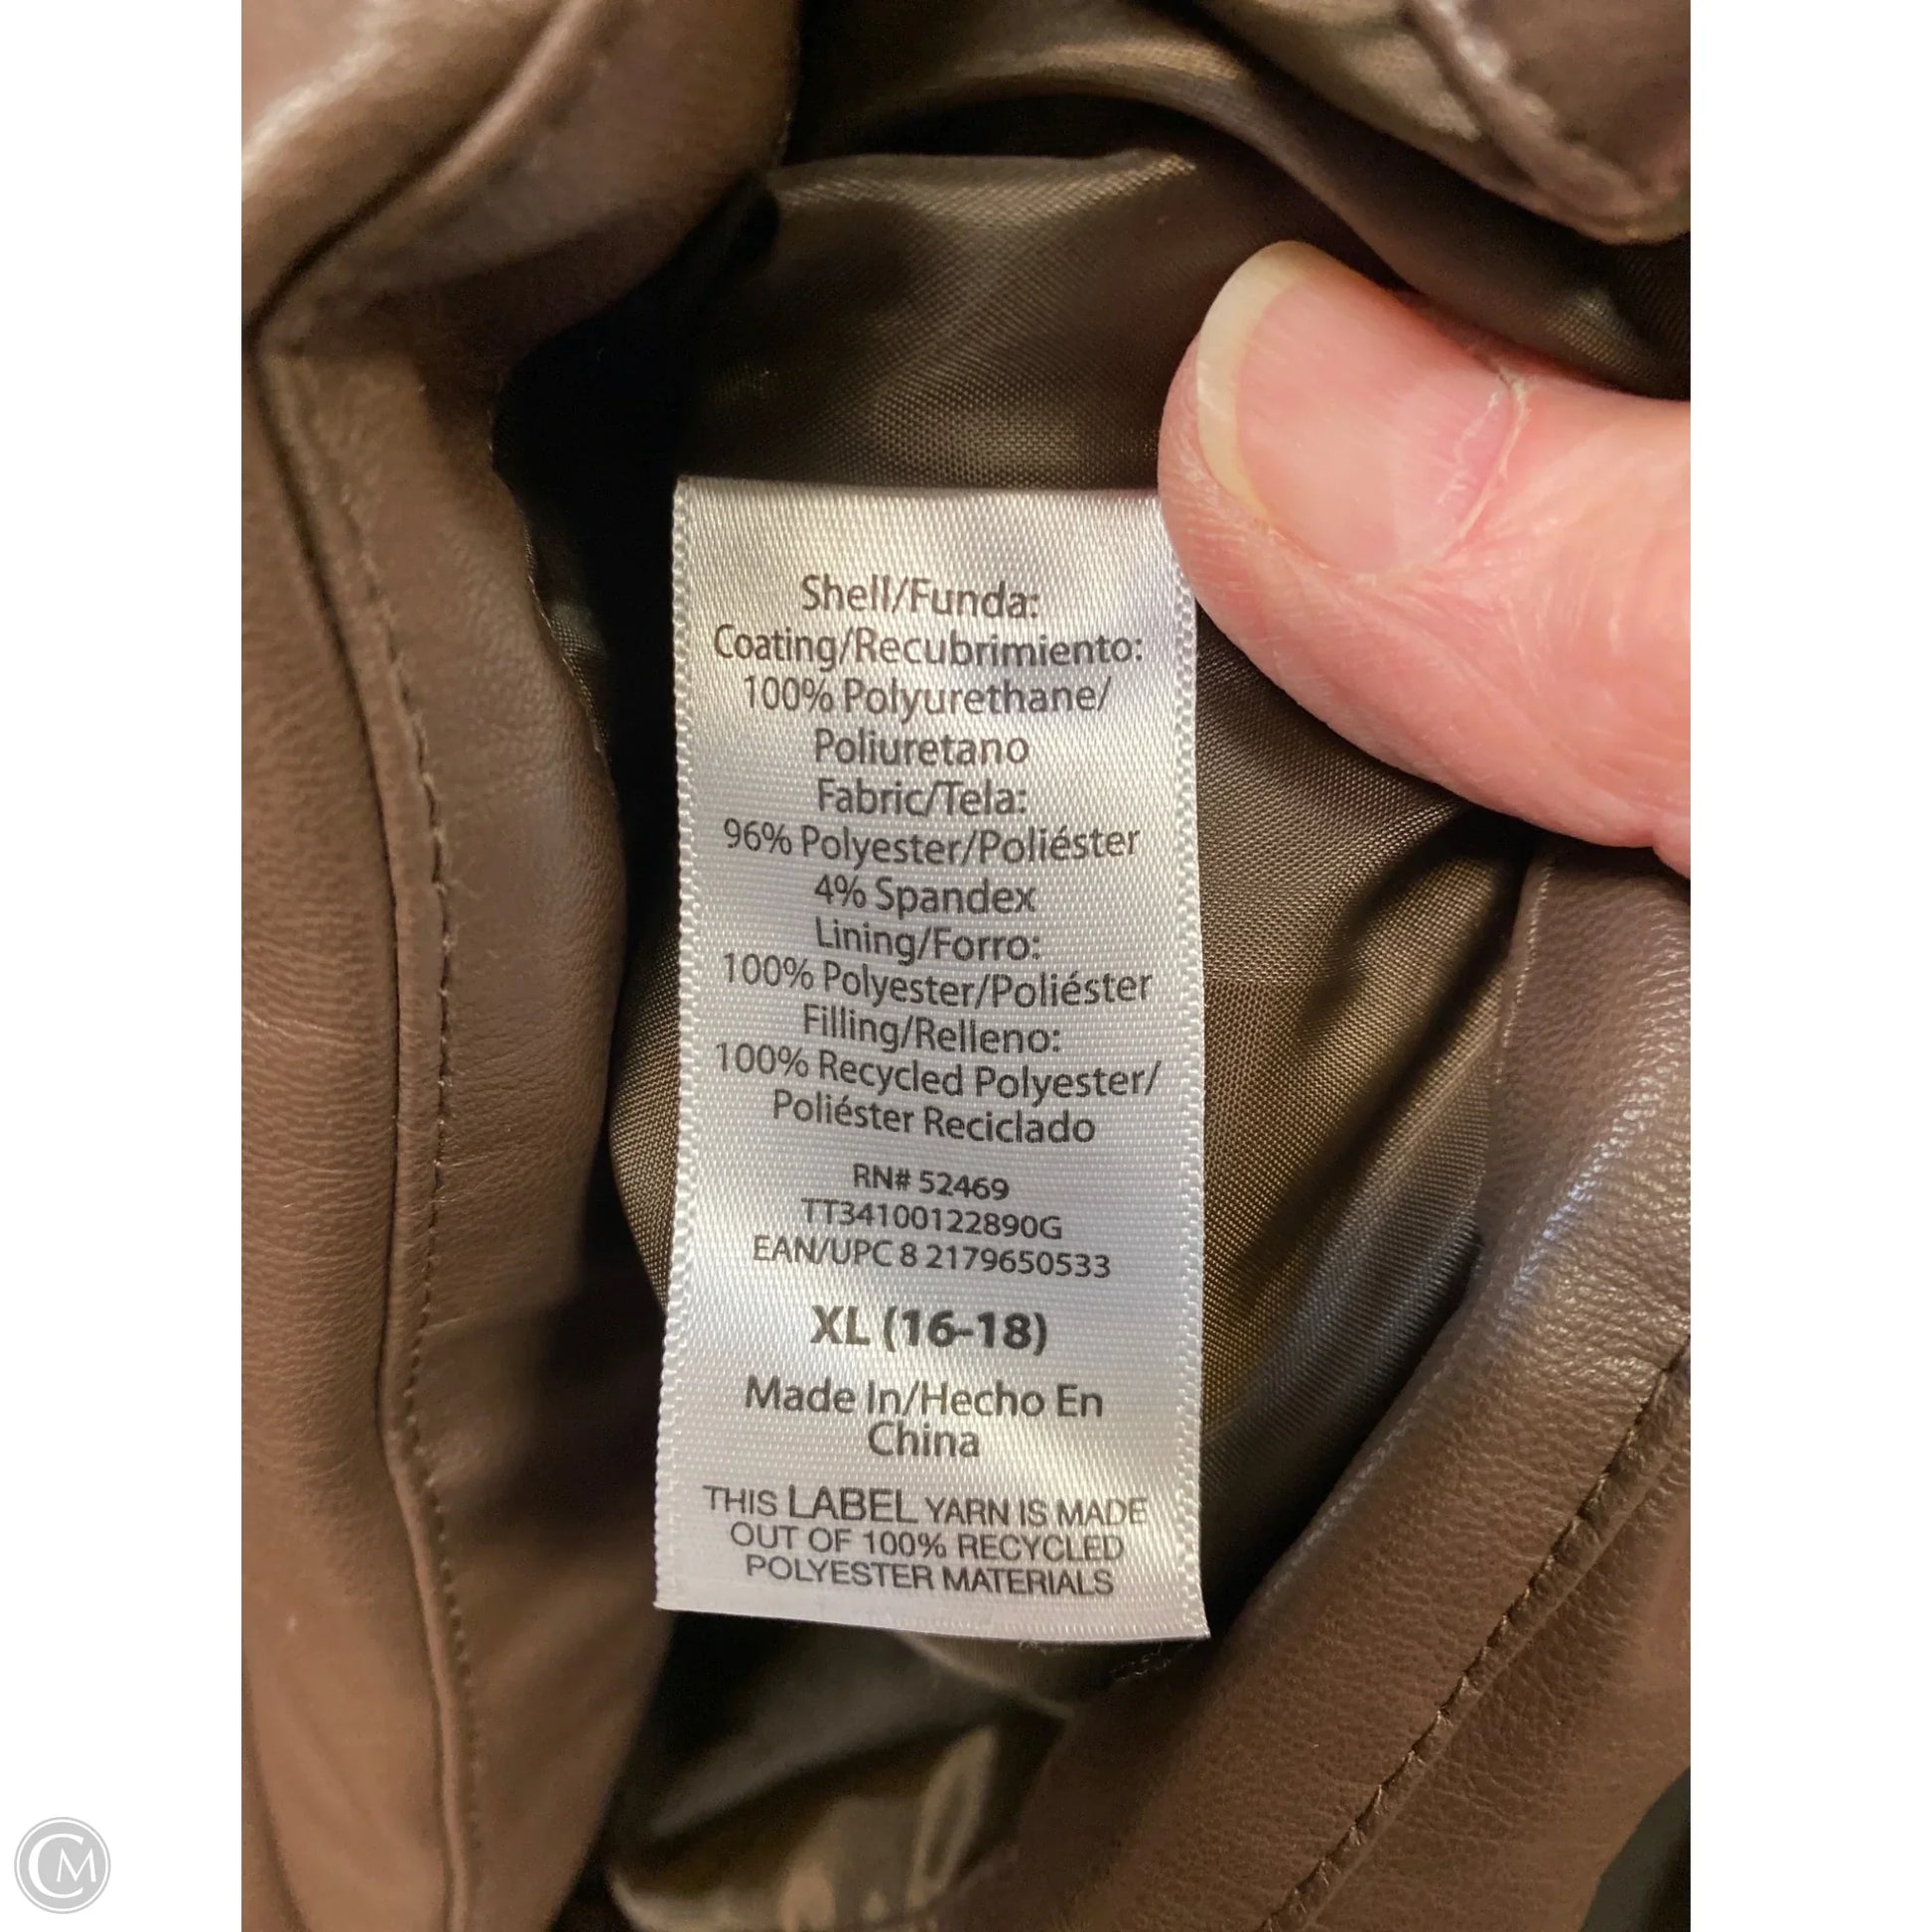 Shell/Funda:
Coating/Recubrimiento:
100% Polyurethane/
Poliuretano
Fabric/Tela:
96% Polyester/Poliéster
4% Spandex
Lining/Forro:
100% Polyester/Poliéster
Filling/Relleno:
100% Recycled Polyester/
Poliéster Reciclado
RN# 52469
TT34100122890G
EAN/UPC 8 2179650533
XL (16-18)
Made In/Hecho En
China
THIS LABEL YARN IS MADE
OUT OF 100% RECYCLED
POLYESTER MATERIALS
CM